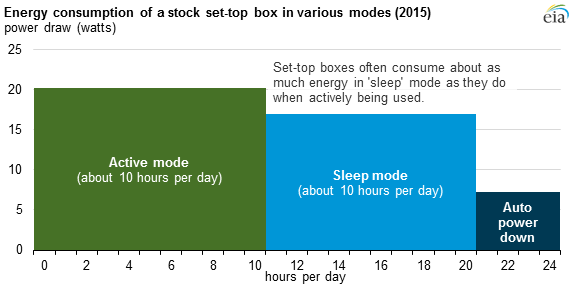 Energy consumption of a stock set-top box in various modes (2015)
power draw (watts)
eia
25
Set-top boxes often consume about as
much energy in 'sleep' mode as they do
when actively being used.
20
15
10
5
0
Active mode
(about 10 hours per day)
Sleep mode
(about 10 hours per day)
Auto
power
down
0 2 4 6 8 10 12 14 16 18 20 22 24
hours per day